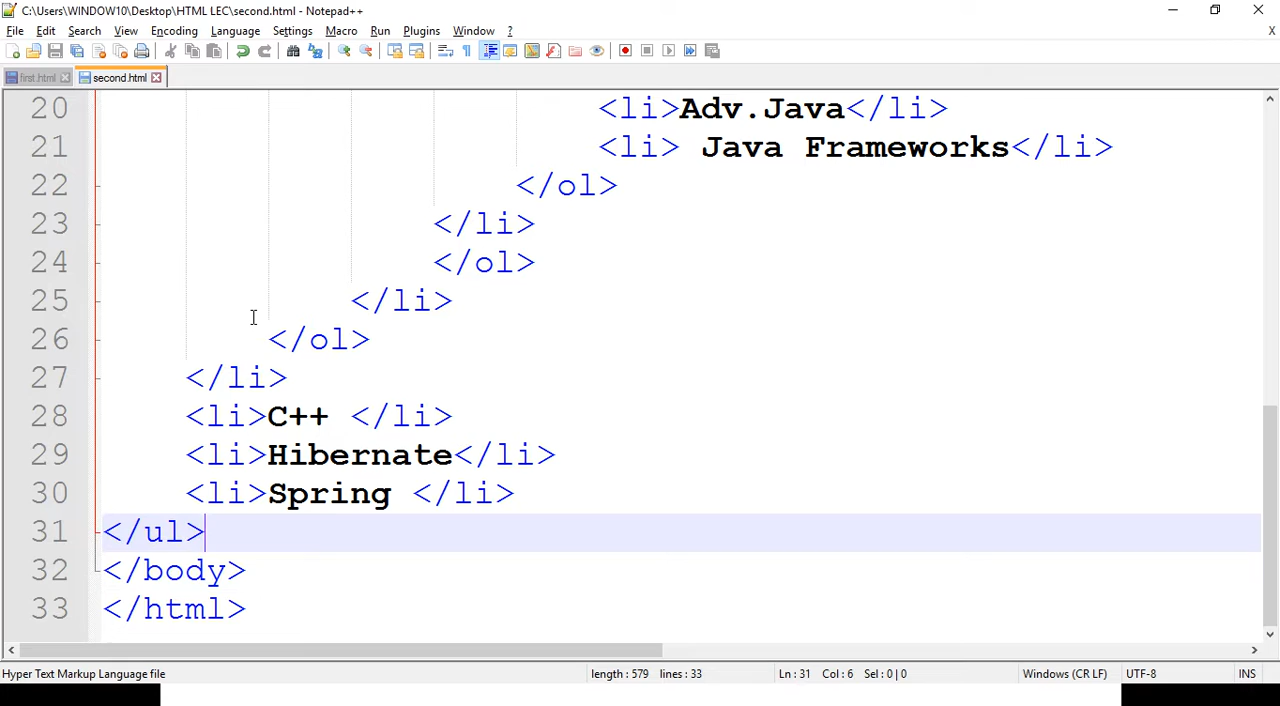 C:\Users\WINDOW10\Desktop\HTML LEC\second.html - Notepad++
File Edit Search View Encoding Language Settings Macro Run Plugins Window ? X
first.html second.html
20 <li>Adv.Java</li>
21 <li> Java Frameworks</li>
22 </ol>
23 </li>
24 </ol>
25 </li>
26 </ol>
27 </li>
28 <li>C++ </li>
29 <li>Hibernate</li>
30 <li>Spring </li>
31 </ul>
32 </body>
33 </html>
Hyper Text Markup Language file length : 579 lines : 33 Ln : 31 Col : 6 Sel : 0 | 0 Windows (CR LF) UTF-8 INS